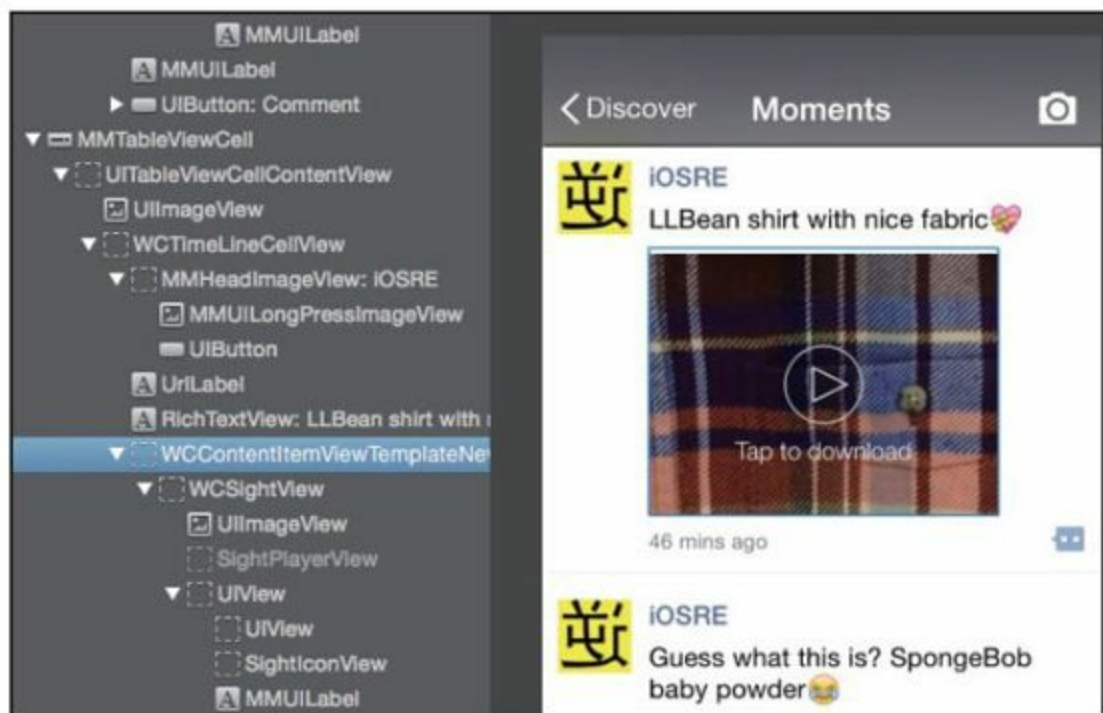 MMUILabel
MMUILabel
UIButton: Comment
MMTableViewCell
UITableViewCellContentView
UIImageView
WCTimeLineCellView
MMHeadImageView: iOSRE
MMUILongPressImageView
UIButton
UrlLabel
RichTextView: LLBean shirt with
WCContentItemViewTemplateNe
WCSightView
UIImageView
SightPlayerView
UIView
UIView
SightIconView
MMUILabel
Discover Moments
逆
iOSRE
LLBean shirt with nice fabric💝
Tap to download
46 mins ago
逆
iOSRE
Guess what this is? SpongeBob
baby powder😂